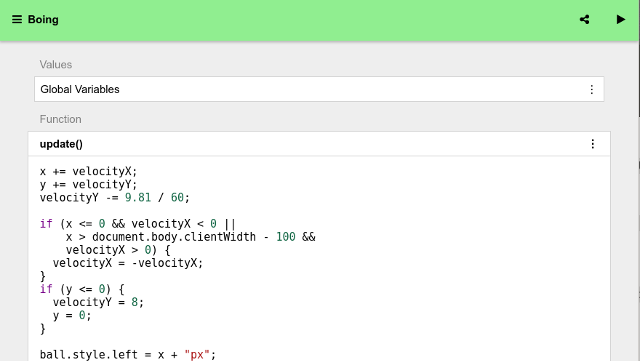 Boing
Values
Global Variables
Function
update()
x += velocityX;
y += velocityY;
velocityY -= 9.81 / 60;
if (x <= 0 && velocityX < 0 ||
x > document.body.clientWidth - 100 &&
velocityX > 0) {
velocityX = -velocityX;
}
if (y <= 0) {
velocityY = 8;
y = 0;
}
ball.style.left = x + "px";